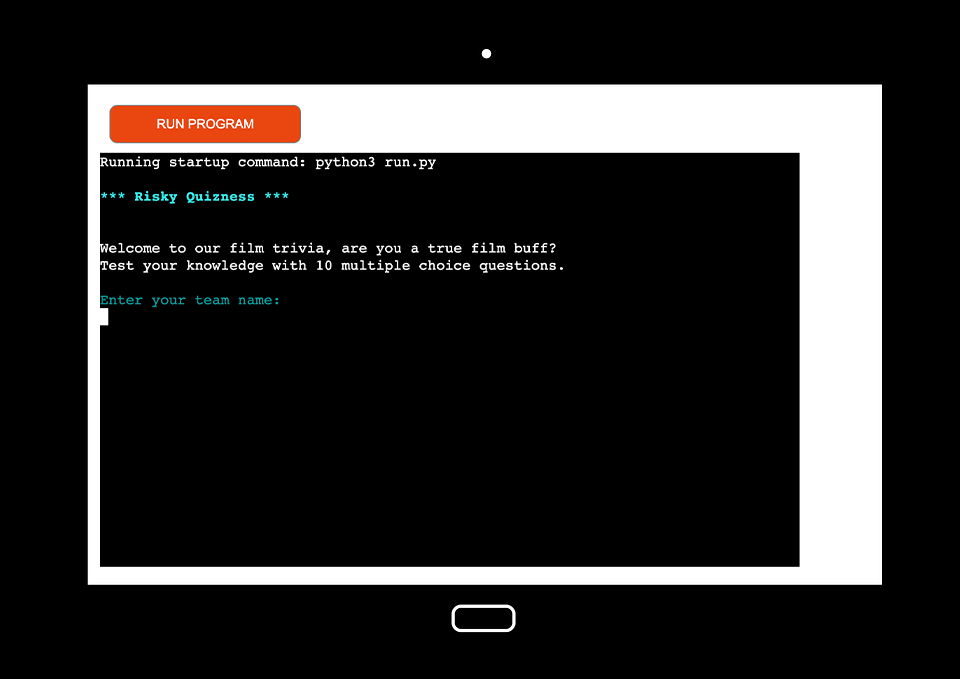 RUN PROGRAM
Running startup command: python3 run.py
*** Risky Quizness ***
Welcome to our film trivia, are you a true film buff?
Test your knowledge with 10 multiple choice questions.
Enter your team name: